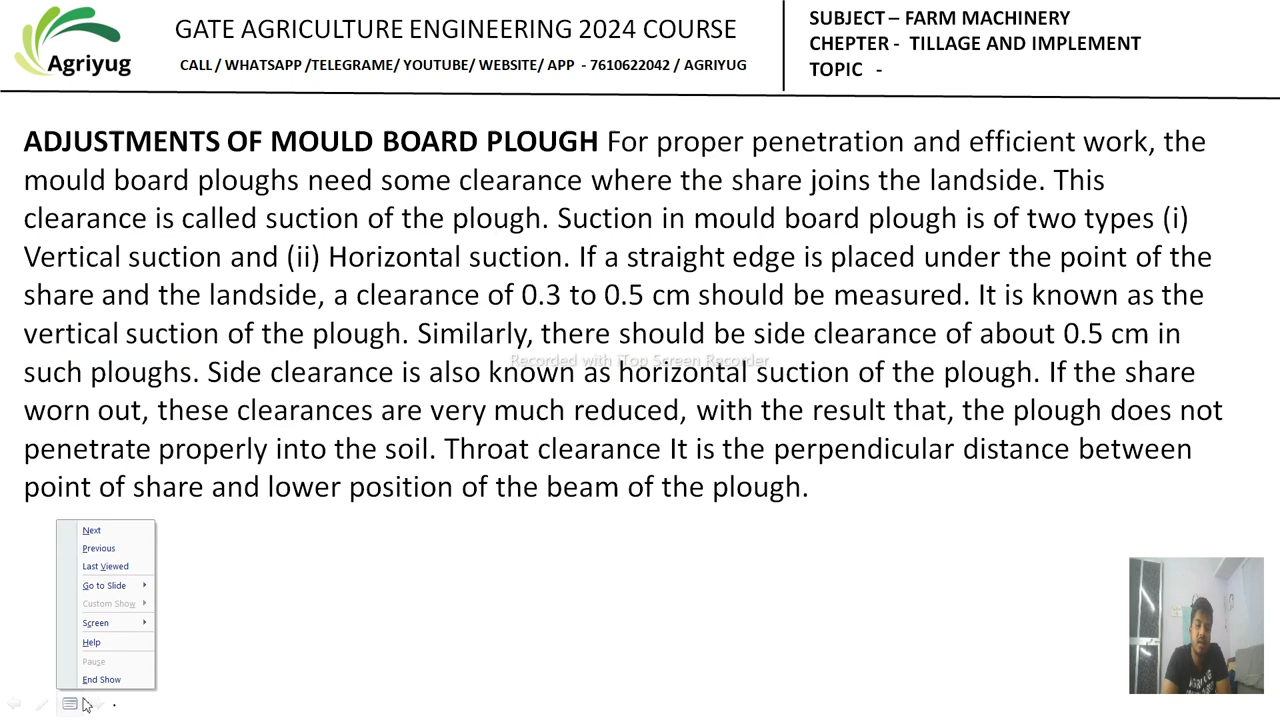 Agriyug
GATE AGRICULTURE ENGINEERING 2024 COURSE
CALL / WHATSAPP /TELEGRAME/ YOUTUBE/ WEBSITE/ APP - 7610622042 / AGRIYUG
SUBJECT – FARM MACHINERY
CHEPTER - TILLAGE AND IMPLEMENT
TOPIC -
ADJUSTMENTS OF MOULD BOARD PLOUGH For proper penetration and efficient work, the
mould board ploughs need some clearance where the share joins the landside. This
clearance is called suction of the plough. Suction in mould board plough is of two types (i)
Vertical suction and (ii) Horizontal suction. If a straight edge is placed under the point of the
share and the landside, a clearance of 0.3 to 0.5 cm should be measured. It is known as the
vertical suction of the plough. Similarly, there should be side clearance of about 0.5 cm in
Recorded with iTop Screen Recorder
such ploughs. Side clearance is also known as horizontal suction of the plough. If the share
worn out, these clearances are very much reduced, with the result that, the plough does not
penetrate properly into the soil. Throat clearance It is the perpendicular distance between
point of share and lower position of the beam of the plough.
Next
Previous
Last Viewed
Go to Slide
Custom Show
Screen
Help
Pause
End Show